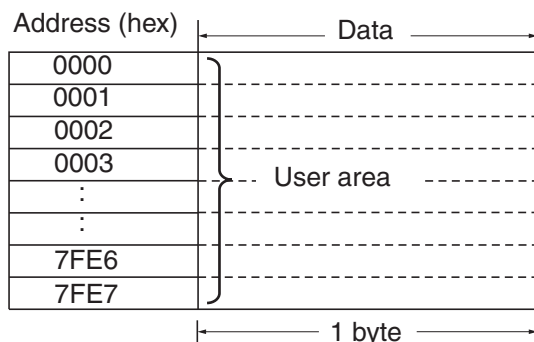 Address (hex) Data
0000
0001
0002
0003
User area
:
:
7FE6
7FE7
1 byte